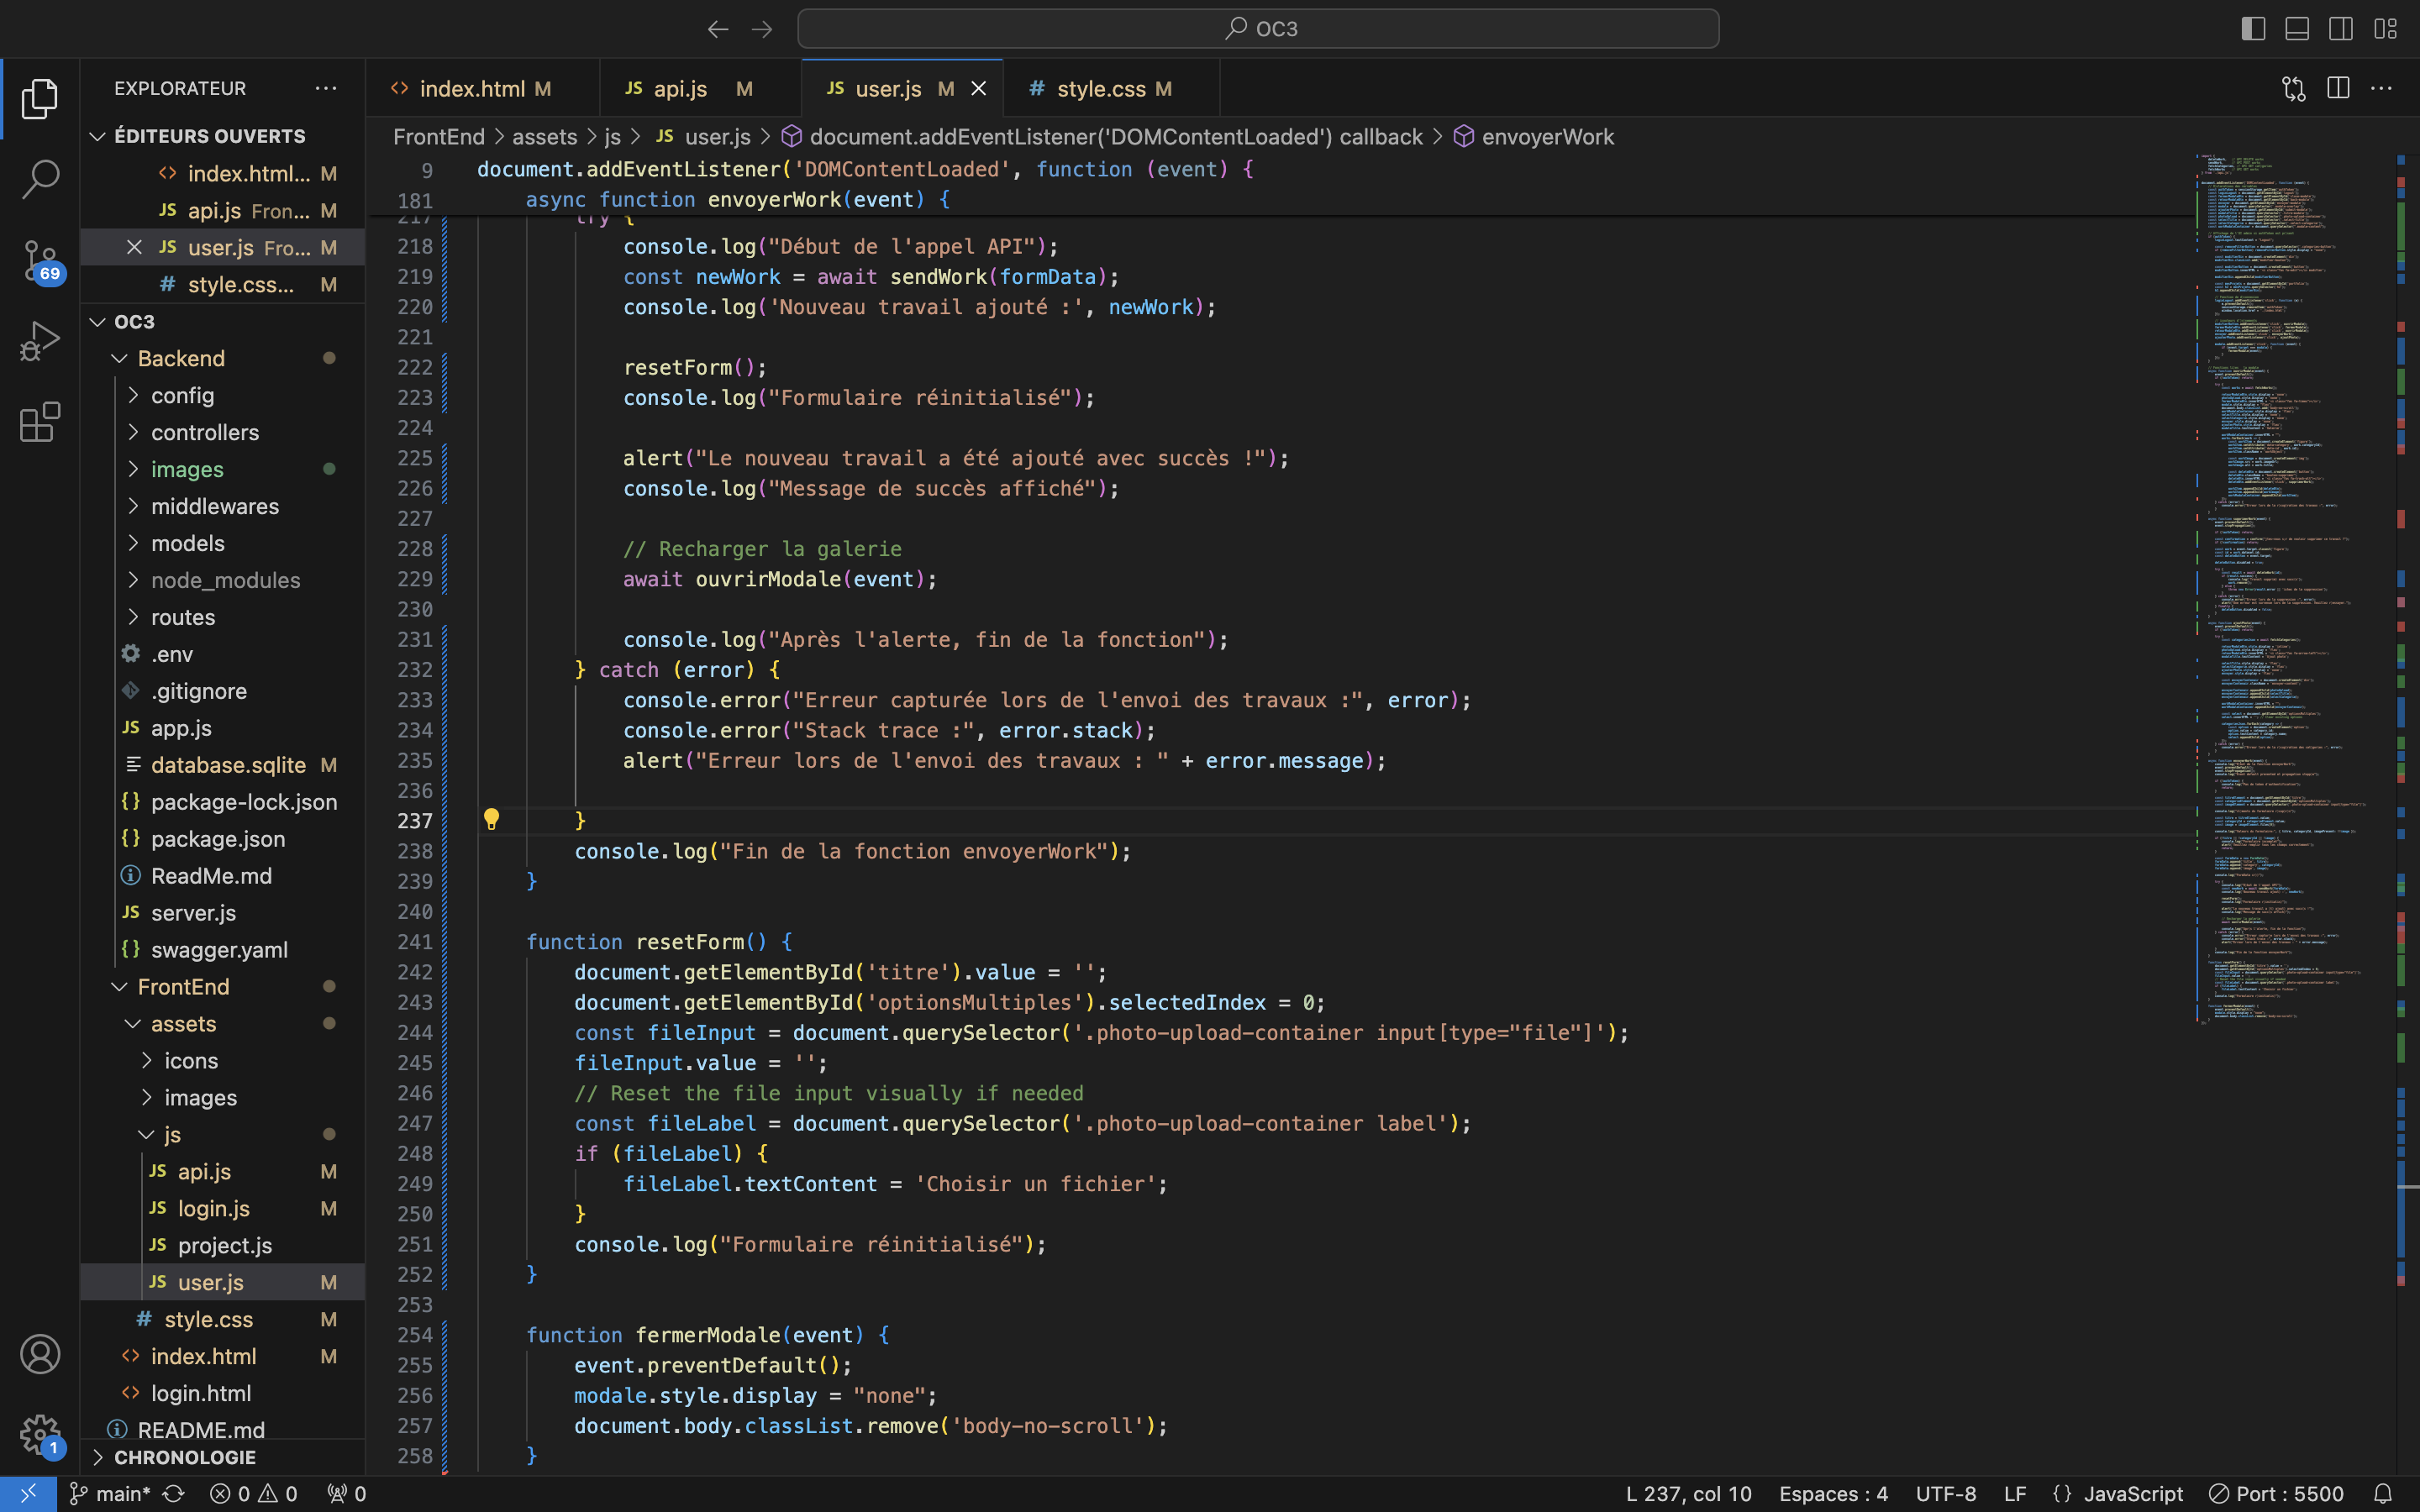 OC3
EXPLORATEUR
index.html M
JS api.js M
JS user.js M
# style.css M
ÉDITEURS OUVERTS
index.html... M
JS api.js Fron... M
JS user.js Fro... M
# style.css... M
OC3
Backend
config
controllers
images
middlewares
models
node_modules
routes
.env
.gitignore
JS app.js
database.sqlite M
{} package-lock.json
{} package.json
ReadMe.md
JS server.js
swagger.yaml
FrontEnd
assets
icons
images
js
JS api.js M
JS login.js M
JS project.js
JS user.js M
# style.css M
index.html M
login.html
README.md
CHRONOLOGIE
69
1
FrontEnd > assets > js > JS user.js > document.addEventListener('DOMContentLoaded') callback > envoyerWork
9 document.addEventListener('DOMContentLoaded', function (event) {
181 async function envoyerWork(event) {
217 try {
218 console.log("Début de l'appel API");
219 const newWork = await sendWork(formData);
220 console.log('Nouveau travail ajouté :', newWork);
221
222 resetForm();
223 console.log("Formulaire réinitialisé");
224
225 alert("Le nouveau travail a été ajouté avec succès !");
226 console.log("Message de succès affiché");
227
228 // Recharger la galerie
229 await ouvrirModale(event);
230
231 console.log("Après l'alerte, fin de la fonction");
232 } catch (error) {
233 console.error("Erreur capturée lors de l'envoi des travaux :", error);
234 console.error("Stack trace :", error.stack);
235 alert("Erreur lors de l'envoi des travaux : " + error.message);
236
237 }
238 console.log("Fin de la fonction envoyerWork");
239 }
240
241 function resetForm() {
242 document.getElementById('titre').value = '';
243 document.getElementById('optionsMultiples').selectedIndex = 0;
244 const fileInput = document.querySelector('.photo-upload-container input[type="file"]');
245 fileInput.value = '';
246 // Reset the file input visually if needed
247 const fileLabel = document.querySelector('.photo-upload-container label');
248 if (fileLabel) {
249 fileLabel.textContent = 'Choisir un fichier';
250 }
251 console.log("Formulaire réinitialisé");
252 }
253
254 function fermerModale(event) {
255 event.preventDefault();
256 modale.style.display = "none";
257 document.body.classList.remove('body-no-scroll');
258 }
main* 0 0 0 L 237, col 10 Espaces : 4 UTF-8 LF {} JavaScript Port : 5500